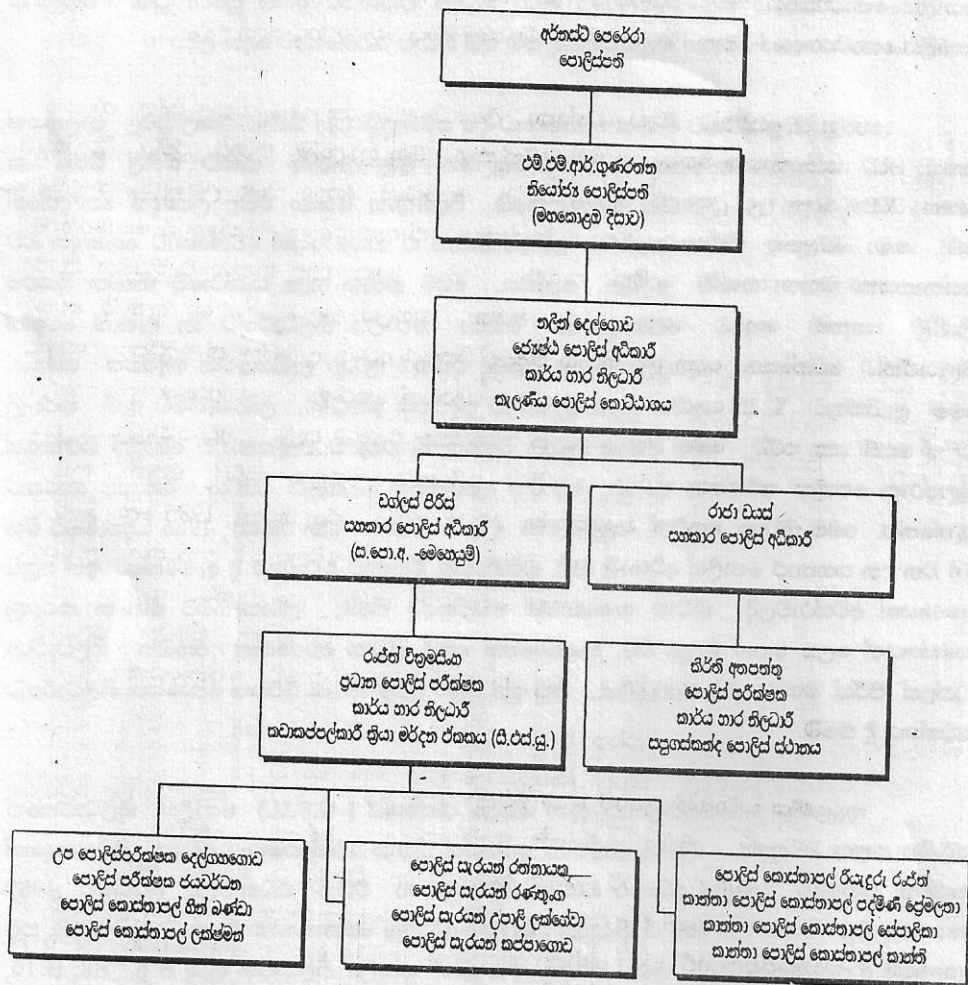 අර්නස්ට් පෙරේරා
පොලිස්පති
එම්.එම්.ආර්.ගුණරත්න
නියෝජ්‍ය පොලිස්පති
(මහකොළඹ දිසාව)
නලින් දෙල්ගොඩ
ජ්‍යෙෂ්ඨ පොලිස් අධිකාරී
කාර්ය භාර නිලධාරී
කැලණිය පොලිස් කොට්ඨාශය
ඩග්ලස් පීරිස්
සහකාර පොලිස් අධිකාරී
(ස.පො.අ. -මෙහෙයුම්)
රාජා ඩයස්
සහකාර පොලිස් අධිකාරී
රංජිත් වික්‍රමසිංහ
ප්‍රධාන පොලිස් පරීක්ෂක
කාර්ය භාර නිලධාරී
කඩාකප්පල්කාරී ක්‍රියා මර්දන ඒකකය (සී.එස්.යූ.)
කීර්ති අතපත්තු
පොලිස් පරීක්ෂක
කාර්ය භාර නිලධාරී
සපුගස්කන්ද පොලිස් ස්ථානය
උප පොලිස්පරීක්ෂක දෙල්ගහගොඩ
පොලිස් පරීක්ෂක ජයවර්ධන
පොලිස් කොස්තාපල් හීන් බණ්ඩා
පොලිස් කොස්තාපල් ලක්ෂ්මන්
පොලිස් සැරයන් රත්නායක
පොලිස් සැරයන් රණතුංග
පොලිස් සැරයන් උපාලි ලක්සේවා
පොලිස් සැරයන් කප්පාගොඩ
පොලිස් කොස්තාපල් රියැදුරු රංජිත්
කාන්තා පොලිස් කොස්තාපල් පද්මිණි ප්‍රේමලතා
කාන්තා පොලිස් කොස්තාපල් සේපාලිකා
කාන්තා පොලිස් කොස්තාපල් කාන්ති